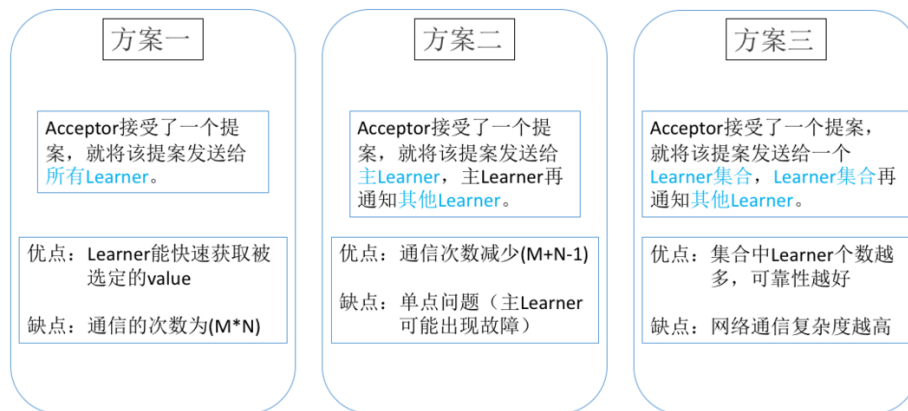 方案一
Acceptor接受了一个提
案，就将该提案发送给
所有Learner。
优点：Learner能快速获取被
选定的value
缺点：通信的次数为(M*N)
方案二
Acceptor接受了一个提
案，就将该提案发送给
主Learner，主Learner再
通知其他Learner。
优点：通信次数减少(M+N-1)
缺点：单点问题（主Learner
可能出现故障）
方案三
Acceptor接受了一个提案，
就将该提案发送给一个
Learner集合，Learner集合再
通知其他Learner。
优点：集合中Learner个数越
多，可靠性越好
缺点：网络通信复杂度越高